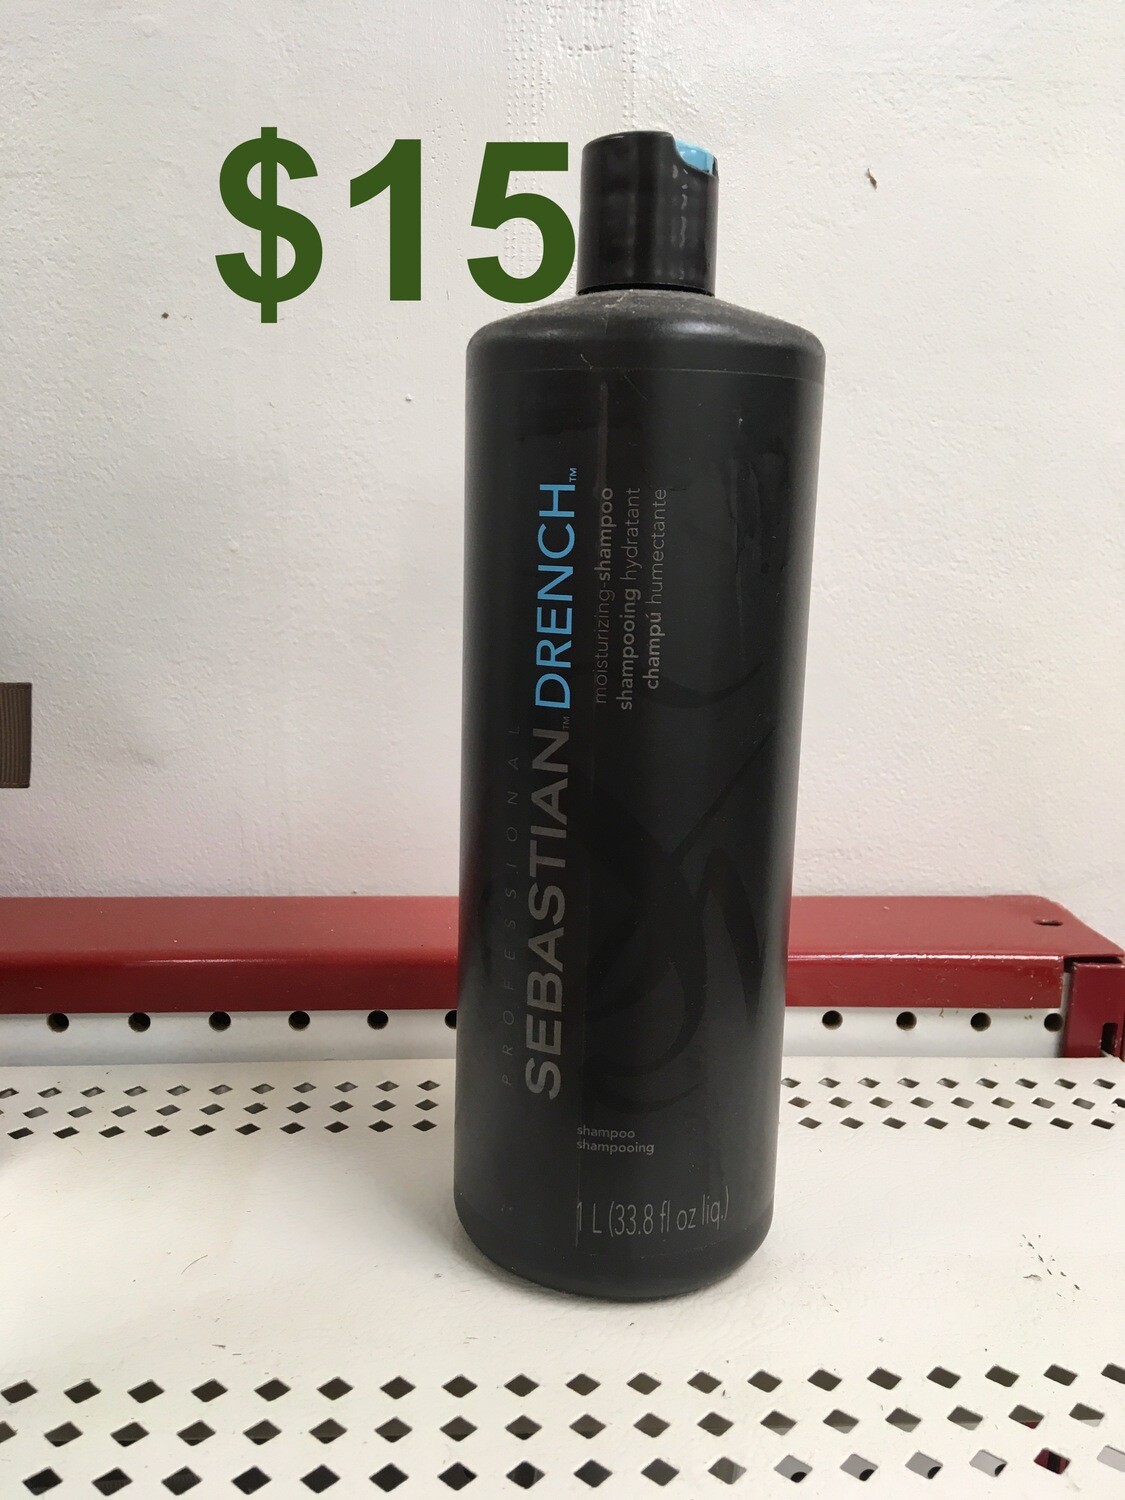 $15
PROFESSIONAL
SEBASTIAN™ DRENCH™
moisturizing-shampoo
shampooing hydratant
champú humectante
shampoo
shampooing
1 L (33.8 fl oz liq.)